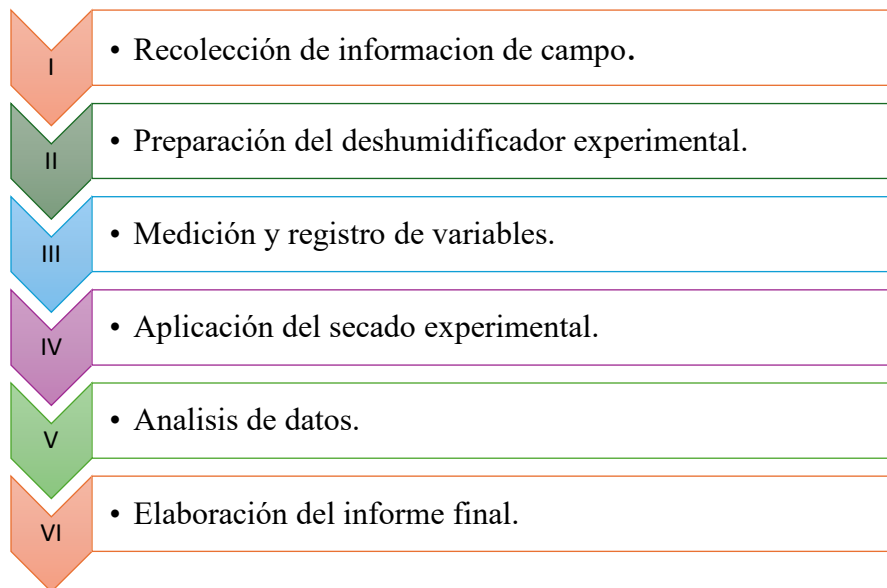 I
• Recolección de informacion de campo.
II
• Preparación del deshumidificador experimental.
III
• Medición y registro de variables.
IV
• Aplicación del secado experimental.
V
• Analisis de datos.
VI
• Elaboración del informe final.